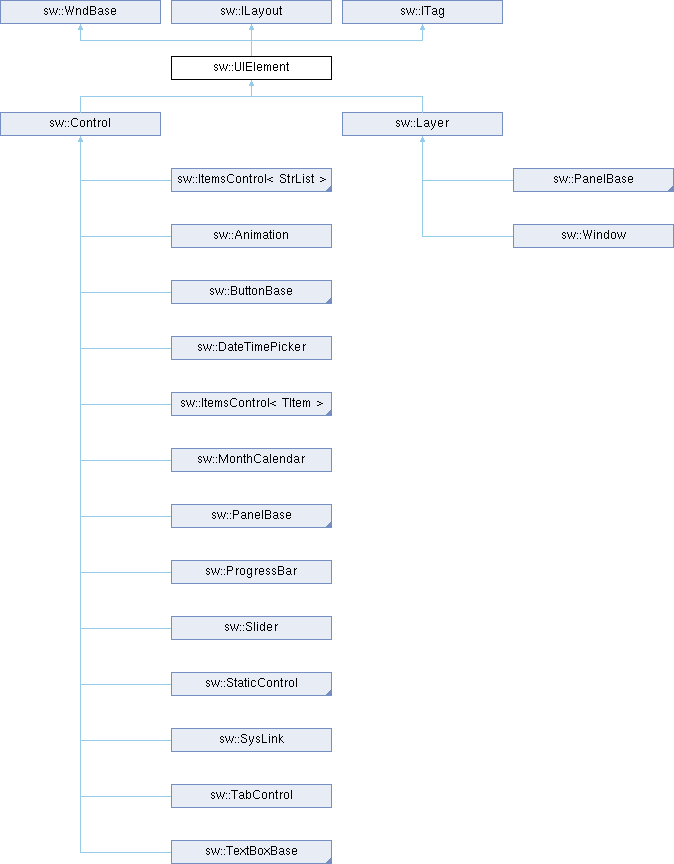 sw::WndBase
sw::ILayout
sw::ITag
sw::UIElement
sw::Control
sw::Layer
sw::ItemsControl< StrList >
sw::PanelBase
sw::Animation
sw::Window
sw::ButtonBase
sw::DateTimePicker
sw::ItemsControl< TItem >
sw::MonthCalendar
sw::PanelBase
sw::ProgressBar
sw::Slider
sw::StaticControl
sw::SysLink
sw::TabControl
sw::TextBoxBase